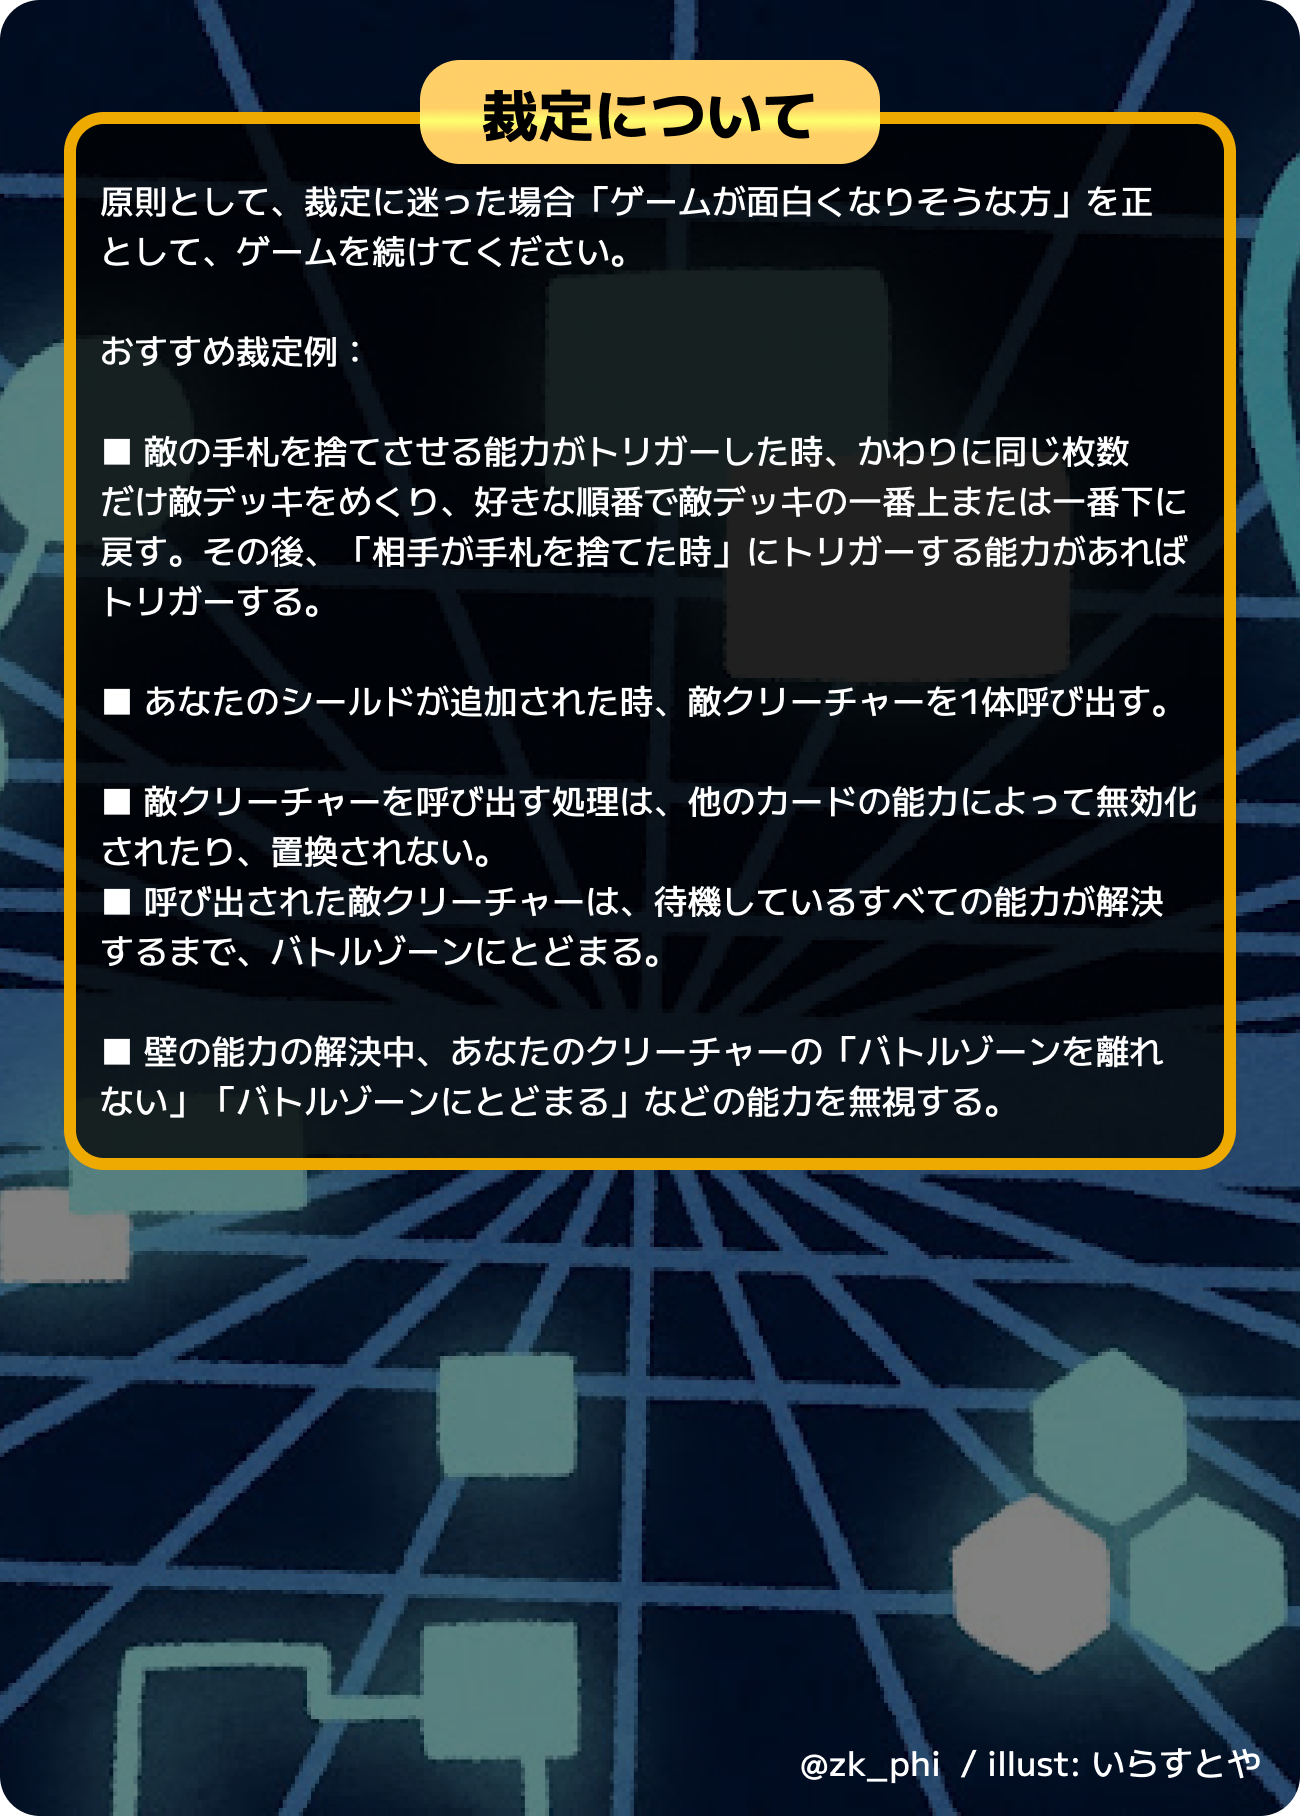 裁定について
原則として、裁定に迷った場合「ゲームが面白くなりそうな方」を正
として、ゲームを続けてください。
おすすめ裁定例：
■ 敵の手札を捨てさせる能力がトリガーした時、かわりに同じ枚数
だけ敵デッキをめくり、好きな順番で敵デッキの一番上または一番下に
戻す。その後、「相手が手札を捨てた時」にトリガーする能力があれば
トリガーする。
■ あなたのシールドが追加された時、敵クリーチャーを1体呼び出す。
■ 敵クリーチャーを呼び出す処理は、他のカードの能力によって無効化
されたり、置換されない。
■ 呼び出された敵クリーチャーは、待機しているすべての能力が解決
するまで、バトルゾーンにとどまる。
■ 壁の能力の解決中、あなたのクリーチャーの「バトルゾーンを離れ
ない」「バトルゾーンにとどまる」などの能力を無視する。
@zk_phi / illust: いらすとや